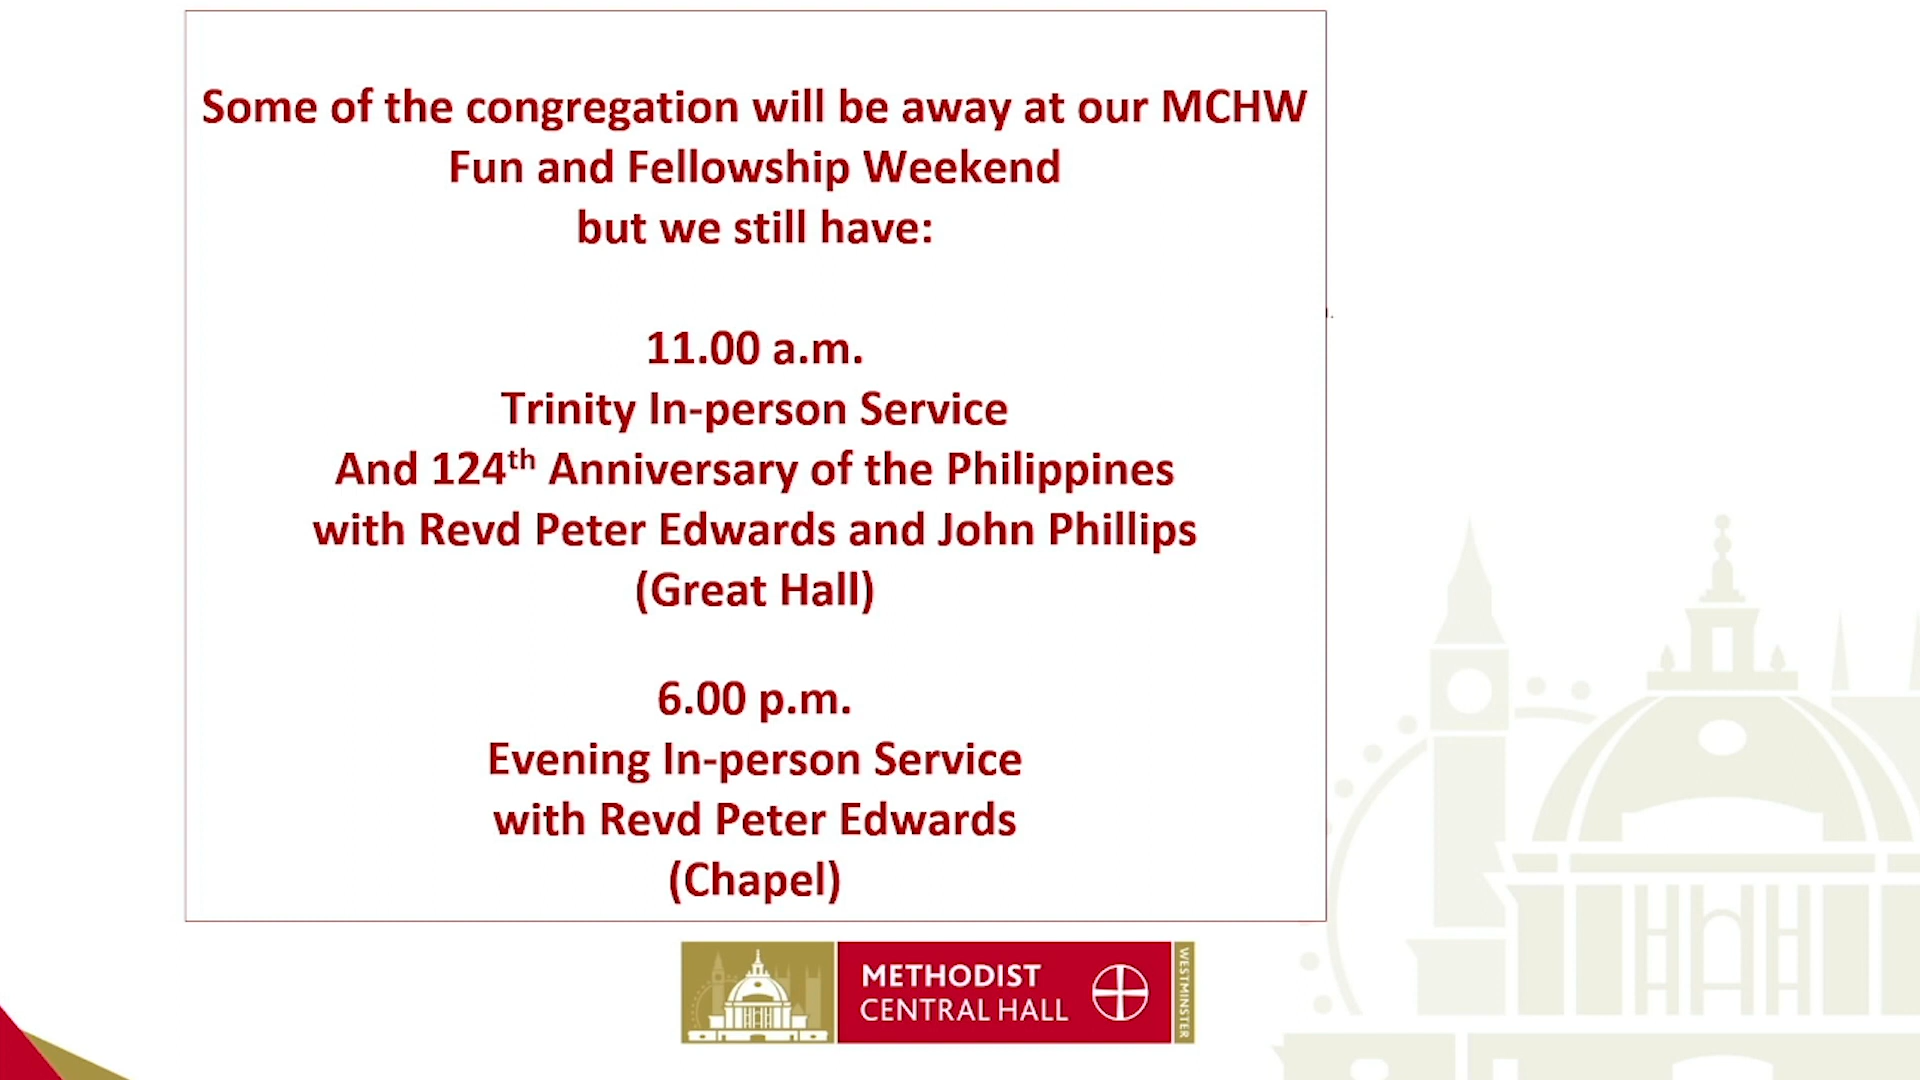 Some of the congregation will be away at our MCHW
Fun and Fellowship Weekend
but we still have:
11.00 a.m.
Trinity In-person Service
And 124th Anniversary of the Philippines
with Revd Peter Edwards and John Phillips
(Great Hall)
6.00 p.m.
Evening In-person Service
with Revd Peter Edwards
(Chapel)
METHODIST
CENTRAL HALL
WESTMINSTER